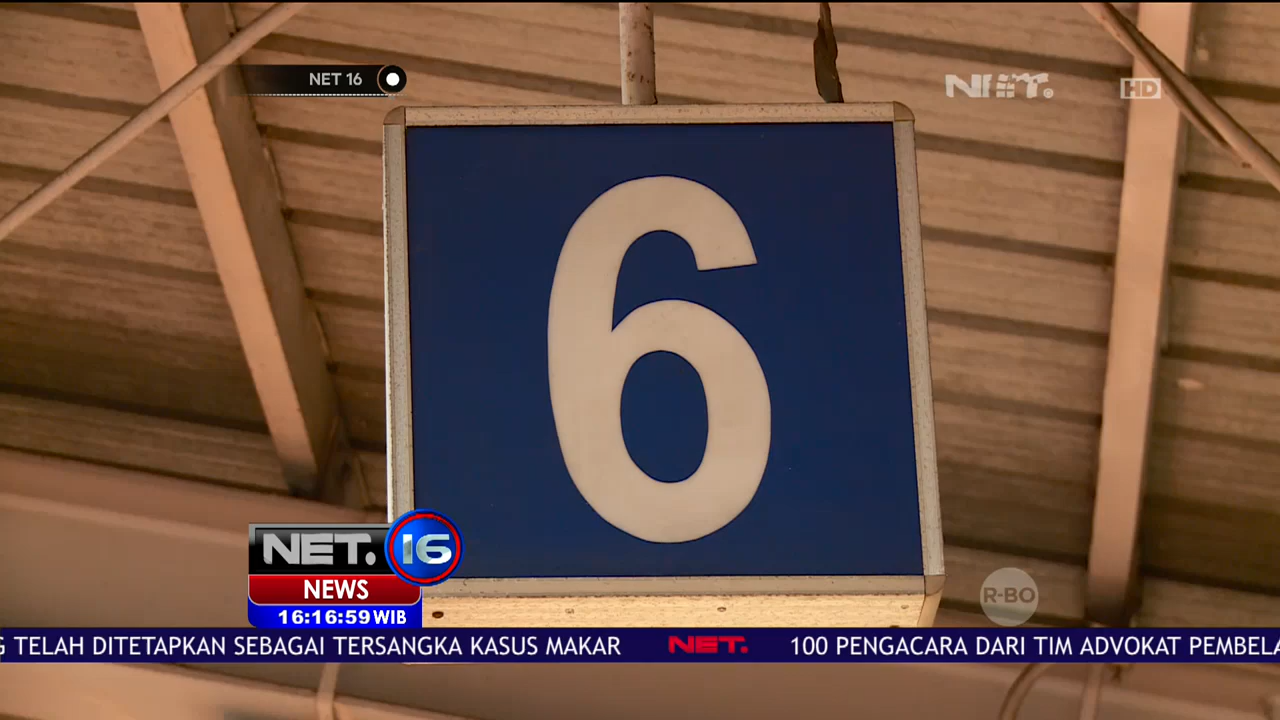 NET 16
NET.
HD
6
NET. 16
NEWS
16:16:59 WIB
R-BO
TELAH DITETAPKAN SEBAGAI TERSANGKA KASUS MAKAR NET. 100 PENGACARA DARI TIM ADVOKAT PEMBELA